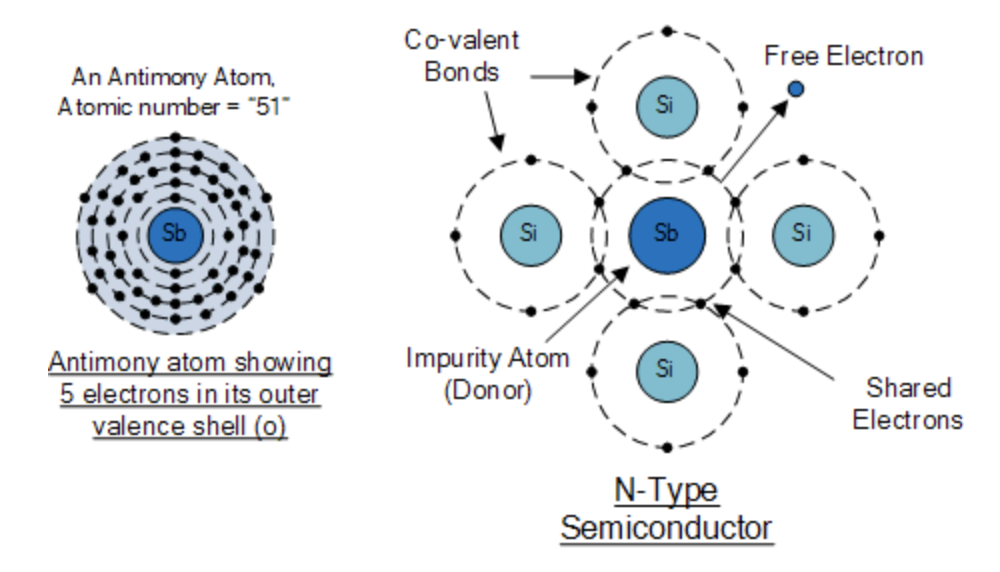 An Antimony Atom,
Atomic number = "51"
Sb
Antimony atom showing
5 electrons in its outer
valence shell (o)
Co-valent
Bonds
Free Electron
Si
Si
Sb
Si
Si
Impurity Atom
(Donor)
Shared
Electrons
N-Type
Semiconductor